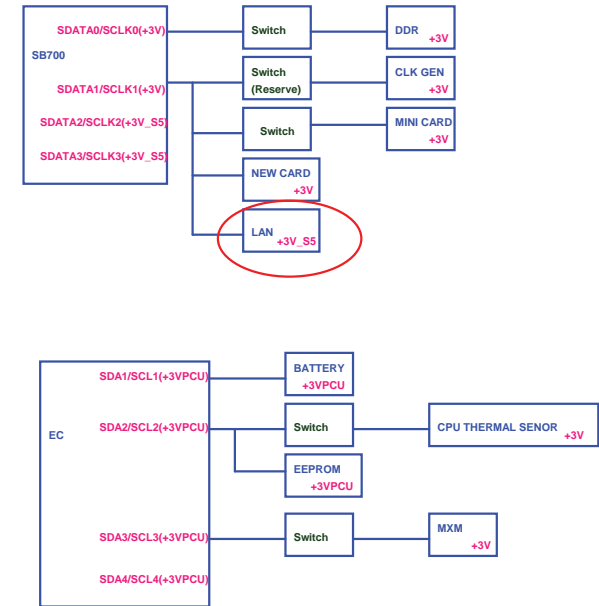 SDATA0/SCLK0(+3V)
Switch
DDR
+3V
SB700
SDATA1/SCLK1(+3V)
Switch
(Reserve)
CLK GEN
+3V
SDATA2/SCLK2(+3V_S5)
Switch
MINI CARD
+3V
SDATA3/SCLK3(+3V_S5)
NEW CARD
+3V
LAN
+3V_S5
SDA1/SCL1(+3VPCU)
BATTERY
+3VPCU
EC
SDA2/SCL2(+3VPCU)
Switch
CPU THERMAL SENOR
+3V
EEPROM
+3VPCU
SDA3/SCL3(+3VPCU)
Switch
MXM
+3V
SDA4/SCL4(+3VPCU)